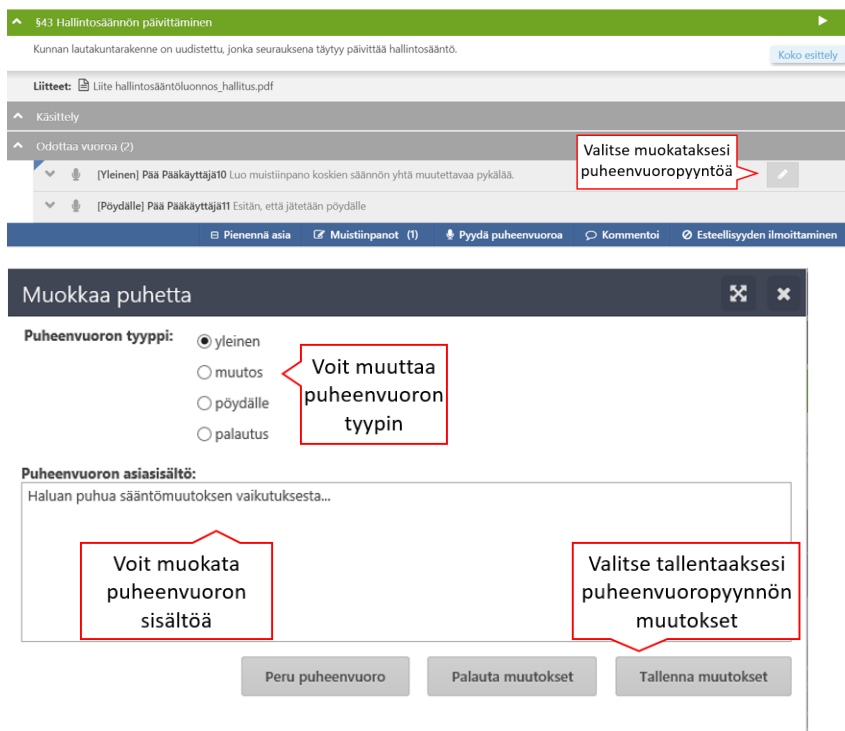 §43 Hallintosäännön päivittäminen
Kunnan lautakuntarakenne on uudistettu, jonka seurauksena täytyy päivittää hallintosääntö.
Koko esittely
Liitteet: Liite hallintosääntöluonnos_hallitus.pdf
Käsittely
Odottaa vuoroa (2)
Valitse muokataksesi
puheenvuoropyyntöä
[Yleinen] Pää Pääkäyttäjä10 Luo muistiinpano koskien säännön yhtä muutettavaa pykälää.
[Pöydälle] Pää Pääkäyttäjä11 Esitän, että jätetään pöydälle
Pienennä asia Muistiinpanot (1) Pyydä puheenvuoroa Kommentoi Esteellisyyden ilmoittaminen
Muokkaa puhetta
Puheenvuoron tyyppi:
yleinen
muutos
pöydälle
palautus
Voit muuttaa
puheenvuoron
tyypin
Puheenvuoron asiasisältö:
Haluan puhua sääntömuutoksen vaikutuksesta...
Voit muokata
puheenvuoron
sisältöä
Valitse tallentaaksesi
puheenvuoropyynnön
muutokset
Peru puheenvuoro Palauta muutokset Tallenna muutokset